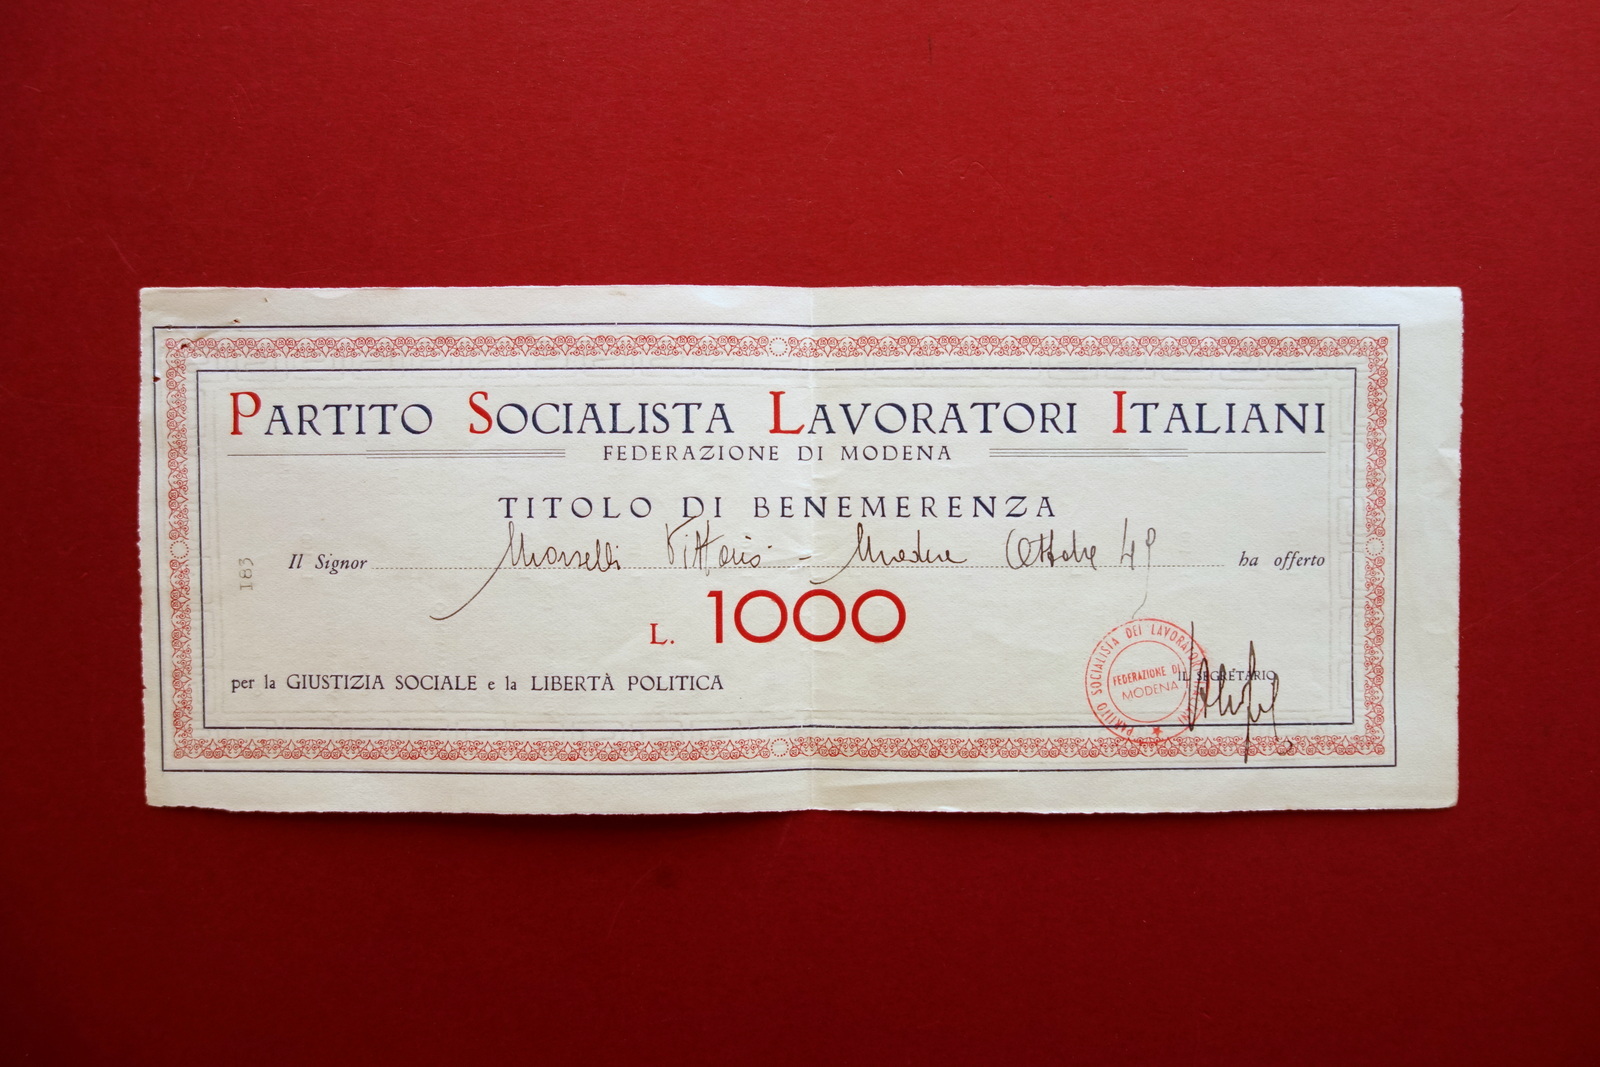 PARTITO SOCIALISTA LAVORATORI ITALIANI
FEDERAZIONE DI MODENA
TITOLO DI BENEMERENZA
Il Signor Morselli Vittorio - Modena Ottobre 49 ha offerto
183
L. 1000
per la GIUSTIZIA SOCIALE e la LIBERTÀ POLITICA
IL SEGRETARIO
PARTITO SOCIALISTA DEI LAVORATORI ITALIANI
FEDERAZIONE DI
MODENA